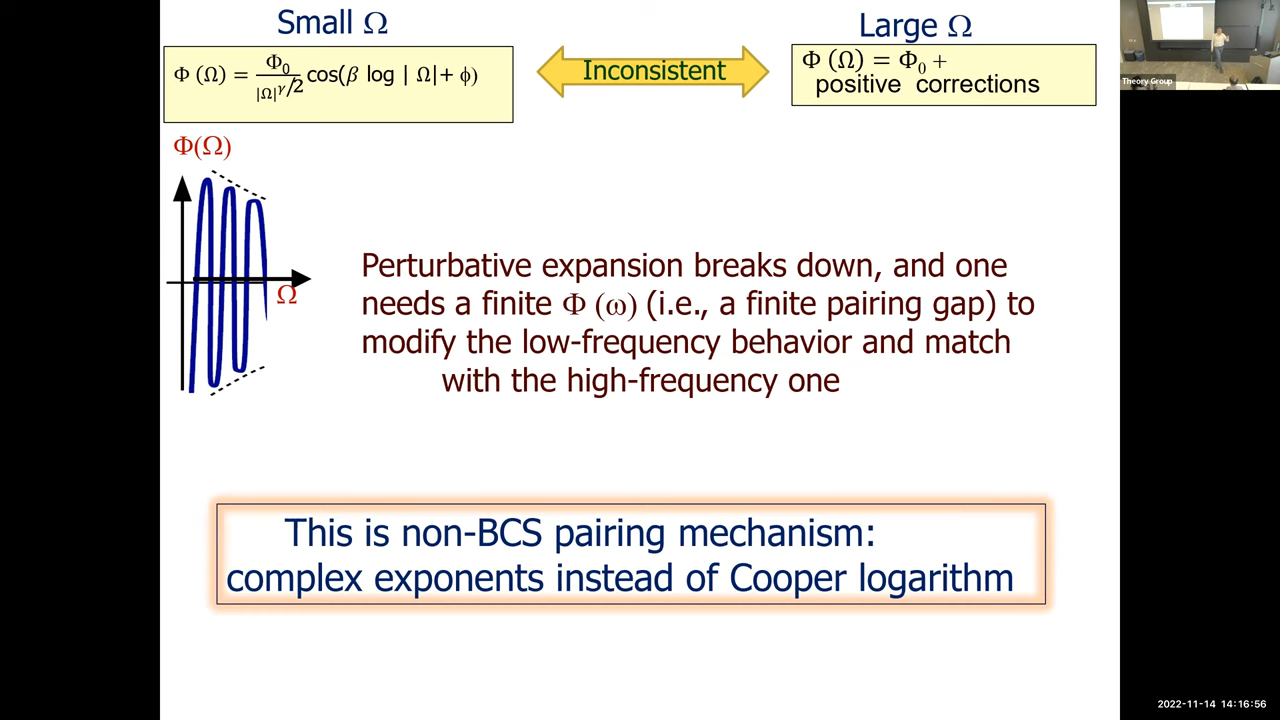 Small Ω
Large Ω
Φ (Ω) = Φ₀/|Ω|^γ/2 cos(β log | Ω|+ ϕ)
Inconsistent
Φ (Ω) = Φ₀ +
positive corrections
Theory Group
Φ(Ω)
Ω
Perturbative expansion breaks down, and one
needs a finite Φ (ω) (i.e., a finite pairing gap) to
modify the low-frequency behavior and match
with the high-frequency one
This is non-BCS pairing mechanism:
complex exponents instead of Cooper logarithm
2022-11-14 14:16:56